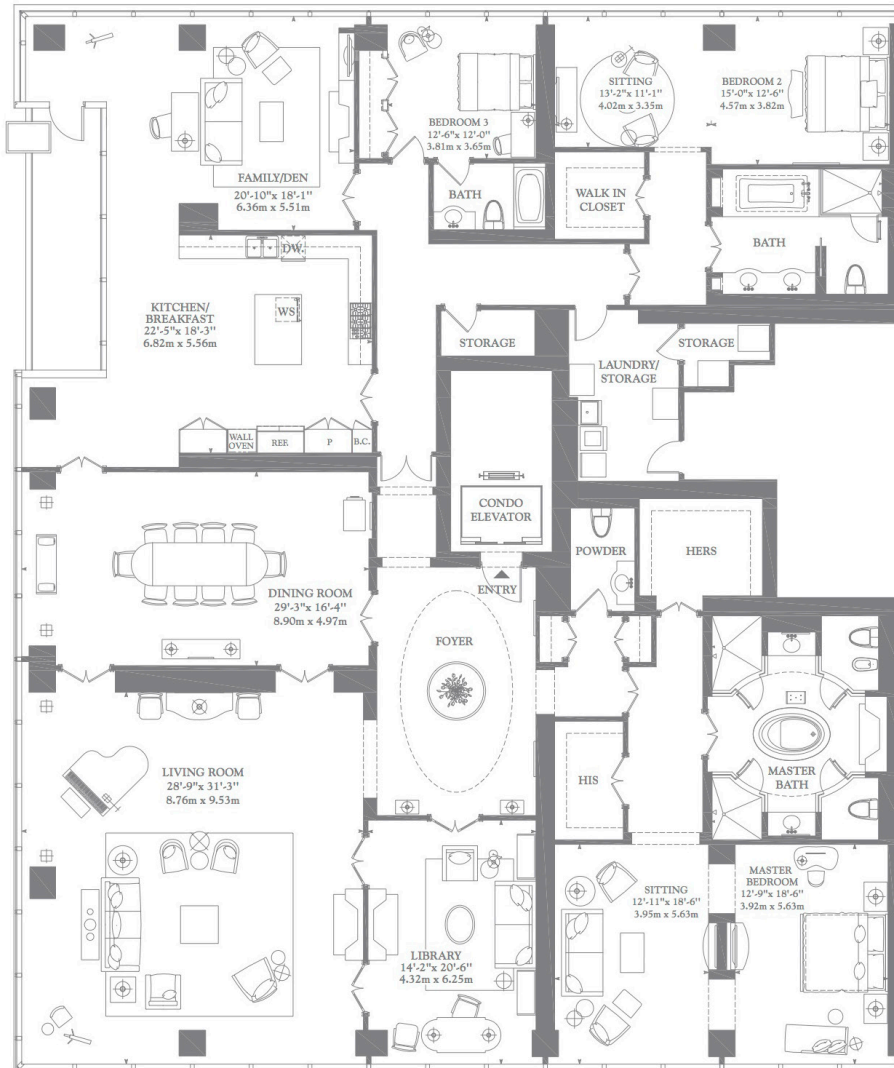 SITTING
13'-2"x 11'-1"
4.02m x 3.35m
BEDROOM 2
15'-0"x 12'-6"
4.57m x 3.82m
BEDROOM 3
12'-6"x 12'-0"
3.81m x 3.65m
FAMILY/DEN
20'-10"x 18'-1"
6.36m x 5.51m
BATH
WALK IN
CLOSET
BATH
DW.
KITCHEN/
BREAKFAST
22'-5"x 18'-3"
6.82m x 5.56m
WS
STORAGE
LAUNDRY/
STORAGE
STORAGE
WALL
OVEN
REF.
P
B.C.
CONDO
ELEVATOR
POWDER
HERS
ENTRY
DINING ROOM
29'-3"x 16'-4"
8.90m x 4.97m
FOYER
LIVING ROOM
28'-9"x 31'-3"
8.76m x 9.53m
HIS
MASTER
BATH
SITTING
12'-11"x 18'-6"
3.95m x 5.63m
MASTER
BEDROOM
12'-9"x 18'-6"
3.92m x 5.63m
LIBRARY
14'-2"x 20'-6"
4.32m x 6.25m